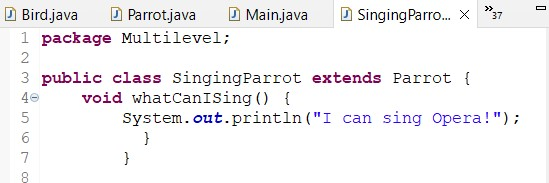 Bird.java Parrot.java Main.java SingingParro... 37
1 package Multilevel;
2
3 public class SingingParrot extends Parrot {
4 void whatCanISing() {
5 System.out.println("I can sing Opera!");
6 }
7 }
8